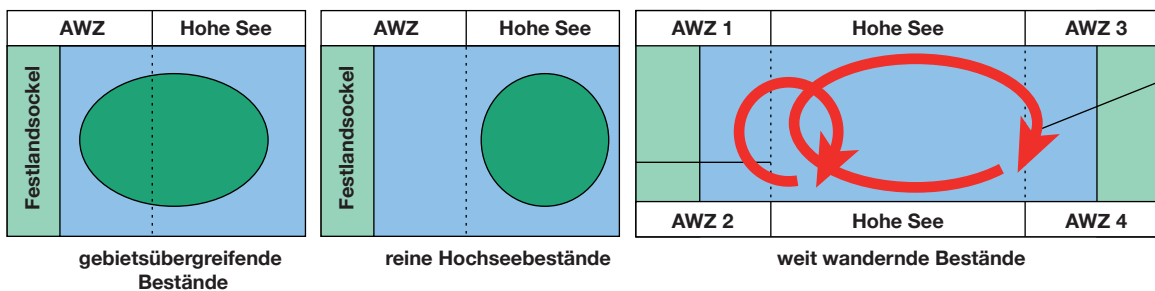 AWZ Hohe See
Festlandsockel
gebietsübergreifende
Bestände
AWZ Hohe See
Festlandsockel
reine Hochseebestände
AWZ 1 Hohe See AWZ 3
AWZ 2 Hohe See AWZ 4
weit wandernde Bestände